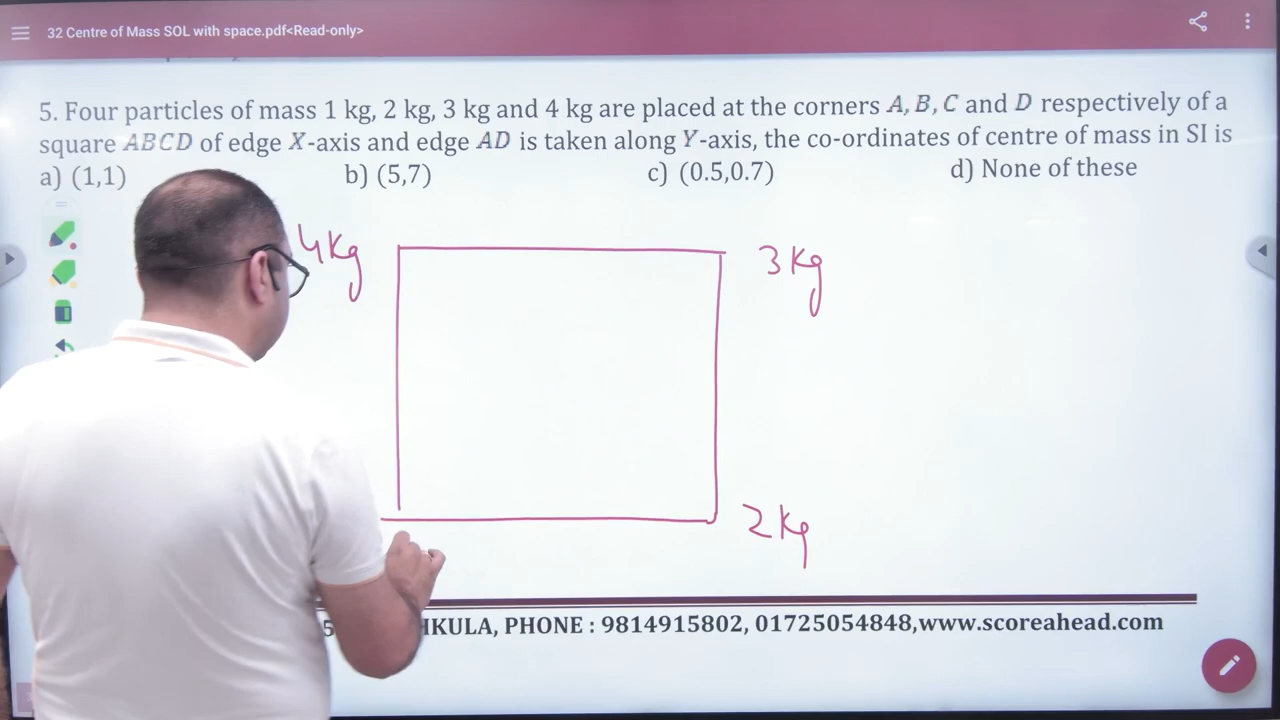 32 Centre of Mass SOL with space.pdf<Read-only>
5. Four particles of mass 1 kg, 2 kg, 3 kg and 4 kg are placed at the corners A, B, C and D respectively of a
square ABCD of edge X-axis and edge AD is taken along Y-axis, the co-ordinates of centre of mass in SI is
a) (1,1) b) (5,7) c) (0.5,0.7) d) None of these
4kg 3kg
2kg
HKULA, PHONE : 9814915802, 01725054848,www.scoreahead.com